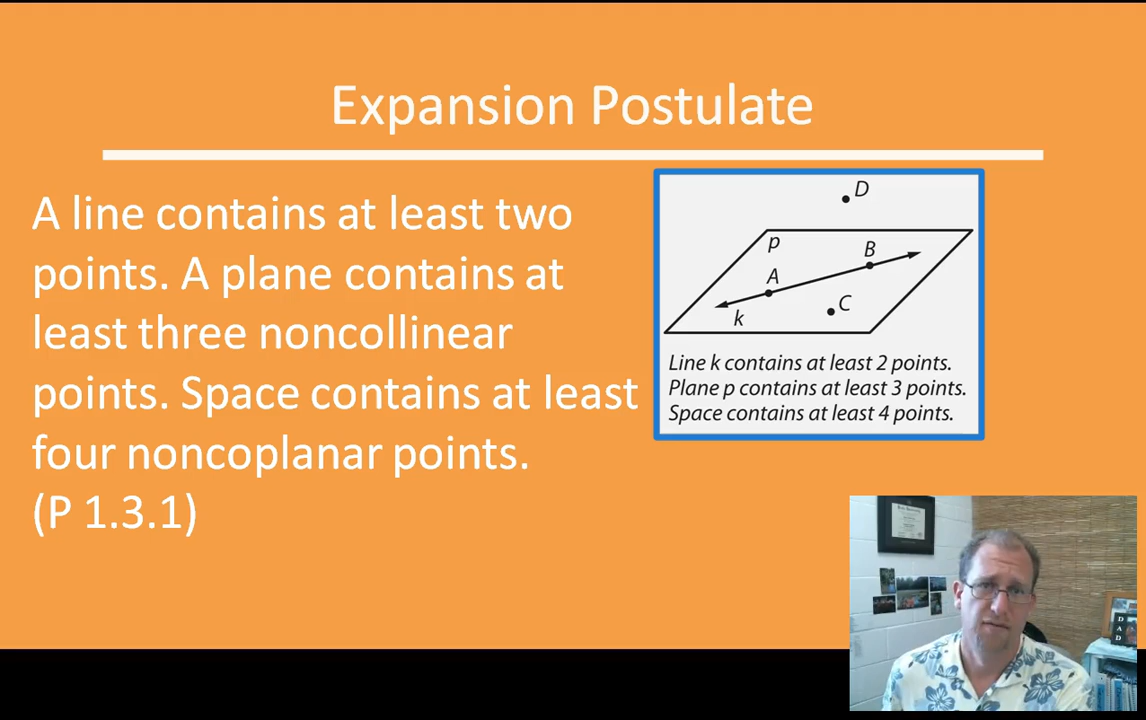 Expansion Postulate
A line contains at least two
points. A plane contains at
least three noncollinear
points. Space contains at least
four noncoplanar points.
(P 1.3.1)
D
p
B
A
C
k
Line k contains at least 2 points.
Plane p contains at least 3 points.
Space contains at least 4 points.
DAD